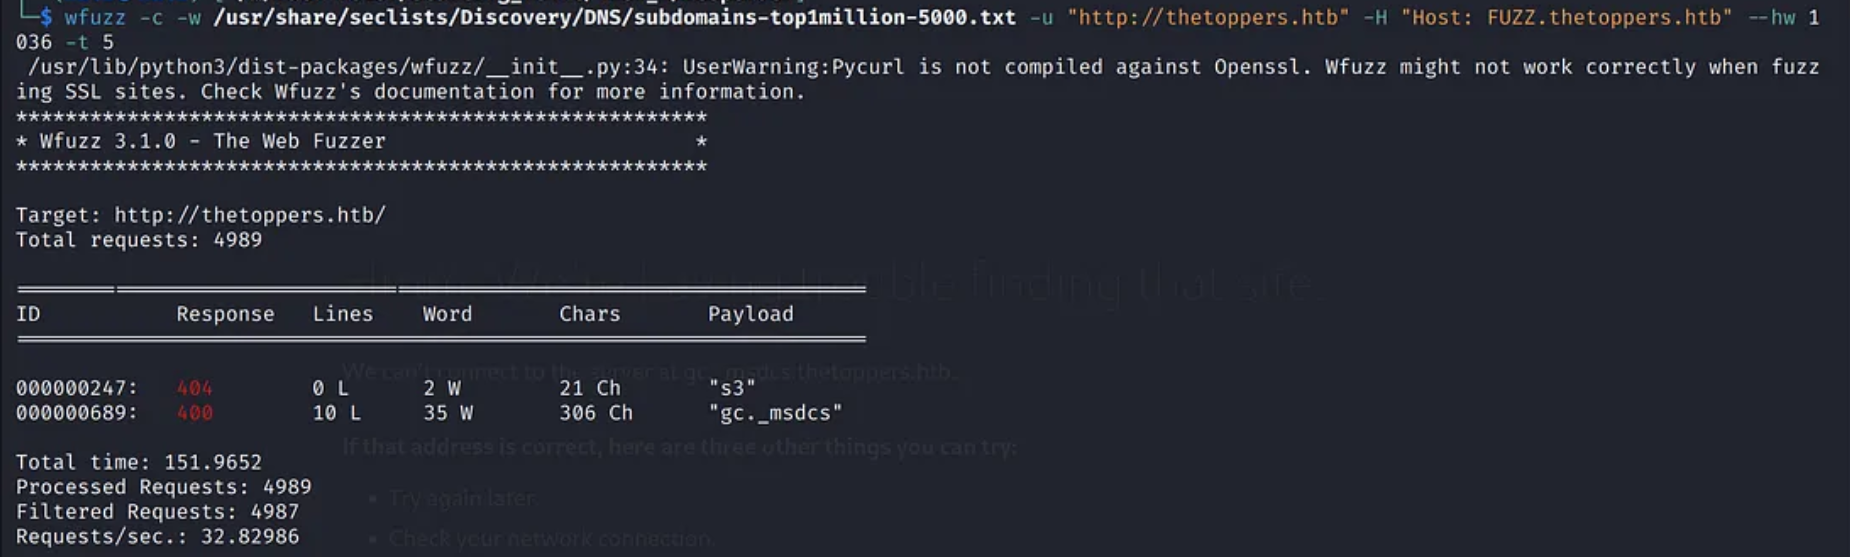 └─$ wfuzz -c -w /usr/share/seclists/Discovery/DNS/subdomains-top1million-5000.txt -u "http://thetoppers.htb" -H "Host: FUZZ.thetoppers.htb" --hw 1
036 -t 5
/usr/lib/python3/dist-packages/wfuzz/__init__.py:34: UserWarning:Pycurl is not compiled against Openssl. Wfuzz might not work correctly when fuzz
ing SSL sites. Check Wfuzz's documentation for more information.
********************************************************
* Wfuzz 3.1.0 - The Web Fuzzer                         *
********************************************************
Target: http://thetoppers.htb/
Total requests: 4989
having trouble finding that site.
ID Response Lines Word Chars Payload
We can't connect to the server at gc._msdcs.thetoppers.htb.
000000247: 404 0 L 2 W 21 Ch "s3"
000000689: 400 10 L 35 W 306 Ch "gc._msdcs"
If that address is correct, here are three other things you can try:
Total time: 151.9652
Processed Requests: 4989
• Try again later.
Filtered Requests: 4987
Requests/sec.: 32.82986
• Check your network connection.